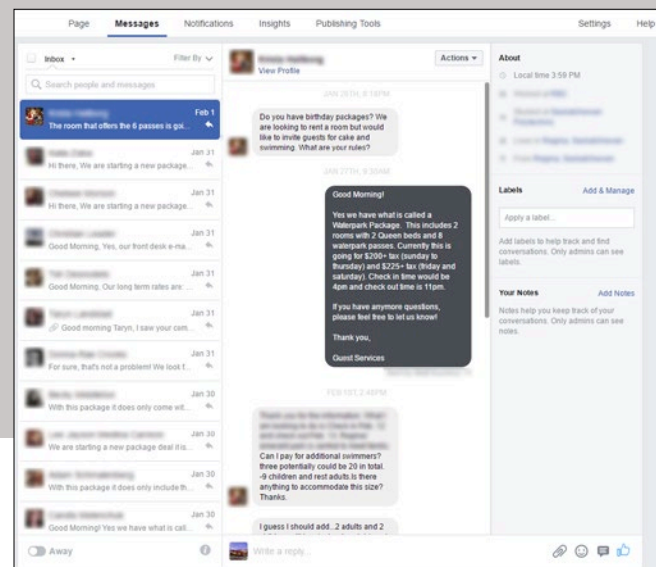 Page Messages Notifications Insights Publishing Tools Settings Help
Inbox
Filter By
Search people and messages
Feb 1
The room that offers the 6 passes is goi...
Jan 31
Hi there, We are starting a new package...
Jan 31
Hi there, We are starting a new package...
Jan 31
Good Morning, Yes, our front desk e-ma...
Jan 31
Good Morning, Our long term rates are: ...
Jan 31
Good morning Taryn, I saw your cam...
Jan 31
For sure, that's not a problem! We look f...
Jan 30
With this package it does only come wit...
Jan 30
We are starting a new package deal it is...
Jan 30
With this package it does only include th...
Jan 30
Good Morning! Yes we have what is call...
Away
View Profile
Actions
JAN 26TH, 9:18PM
Do you have birthday packages? We
are looking to rent a room but would
like to invite guests for cake and
swimming. What are your rules?
JAN 27TH, 9:33AM
Good Morning!
Yes we have what is called a
Waterpark Package. This includes 2
rooms with 2 Queen beds and 8
waterpark passes. Currently this is
going for $200+ tax (sunday to
thursday) and $225+ tax (friday and
saturday). Check in time would be
4pm and check out time is 11pm.
If you have anymore questions,
please feel free to let us know!
Thank you,
Guest Services
FEB 1ST, 2:48PM
Can I pay for additional swimmers?
three potentially could be 20 in total.
-9 children and rest adults.Is there
anything to accommodate this size?
Thanks.
I guess I should add...2 adults and 2
Write a reply...
About
Local time 3:59 PM
Labels
Add & Manage
Apply a label...
Add labels to help track and find
conversations. Only admins can see
labels.
Your Notes
Add Notes
Notes help you keep track of your
conversations. Only admins can see
notes.